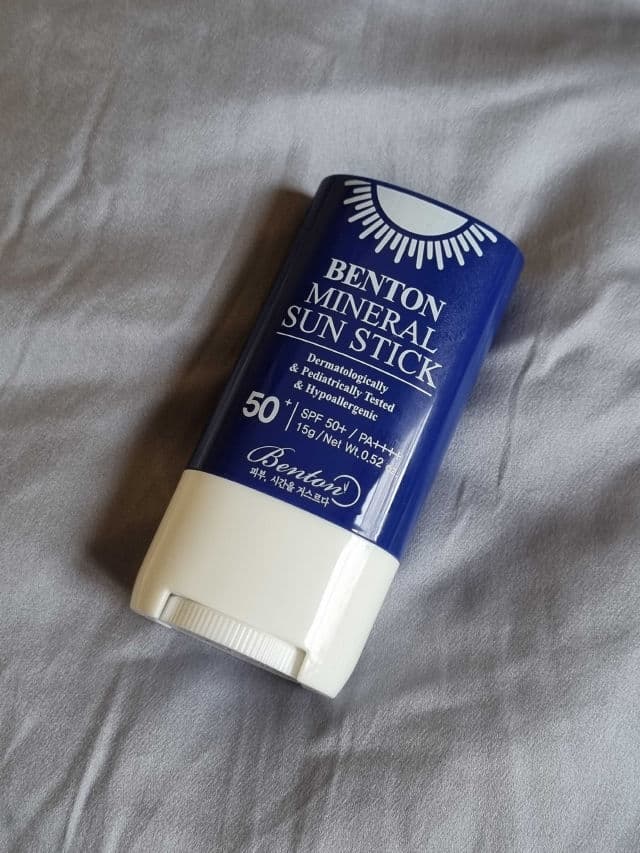 BENTON
MINERAL
SUN STICK
Dermatologically
& Pediatrically Tested
& Hypoallergenic
50+
SPF 50+ / PA++++
15g / Net Wt. 0.52
Benton
피부, 시간을 거스르다